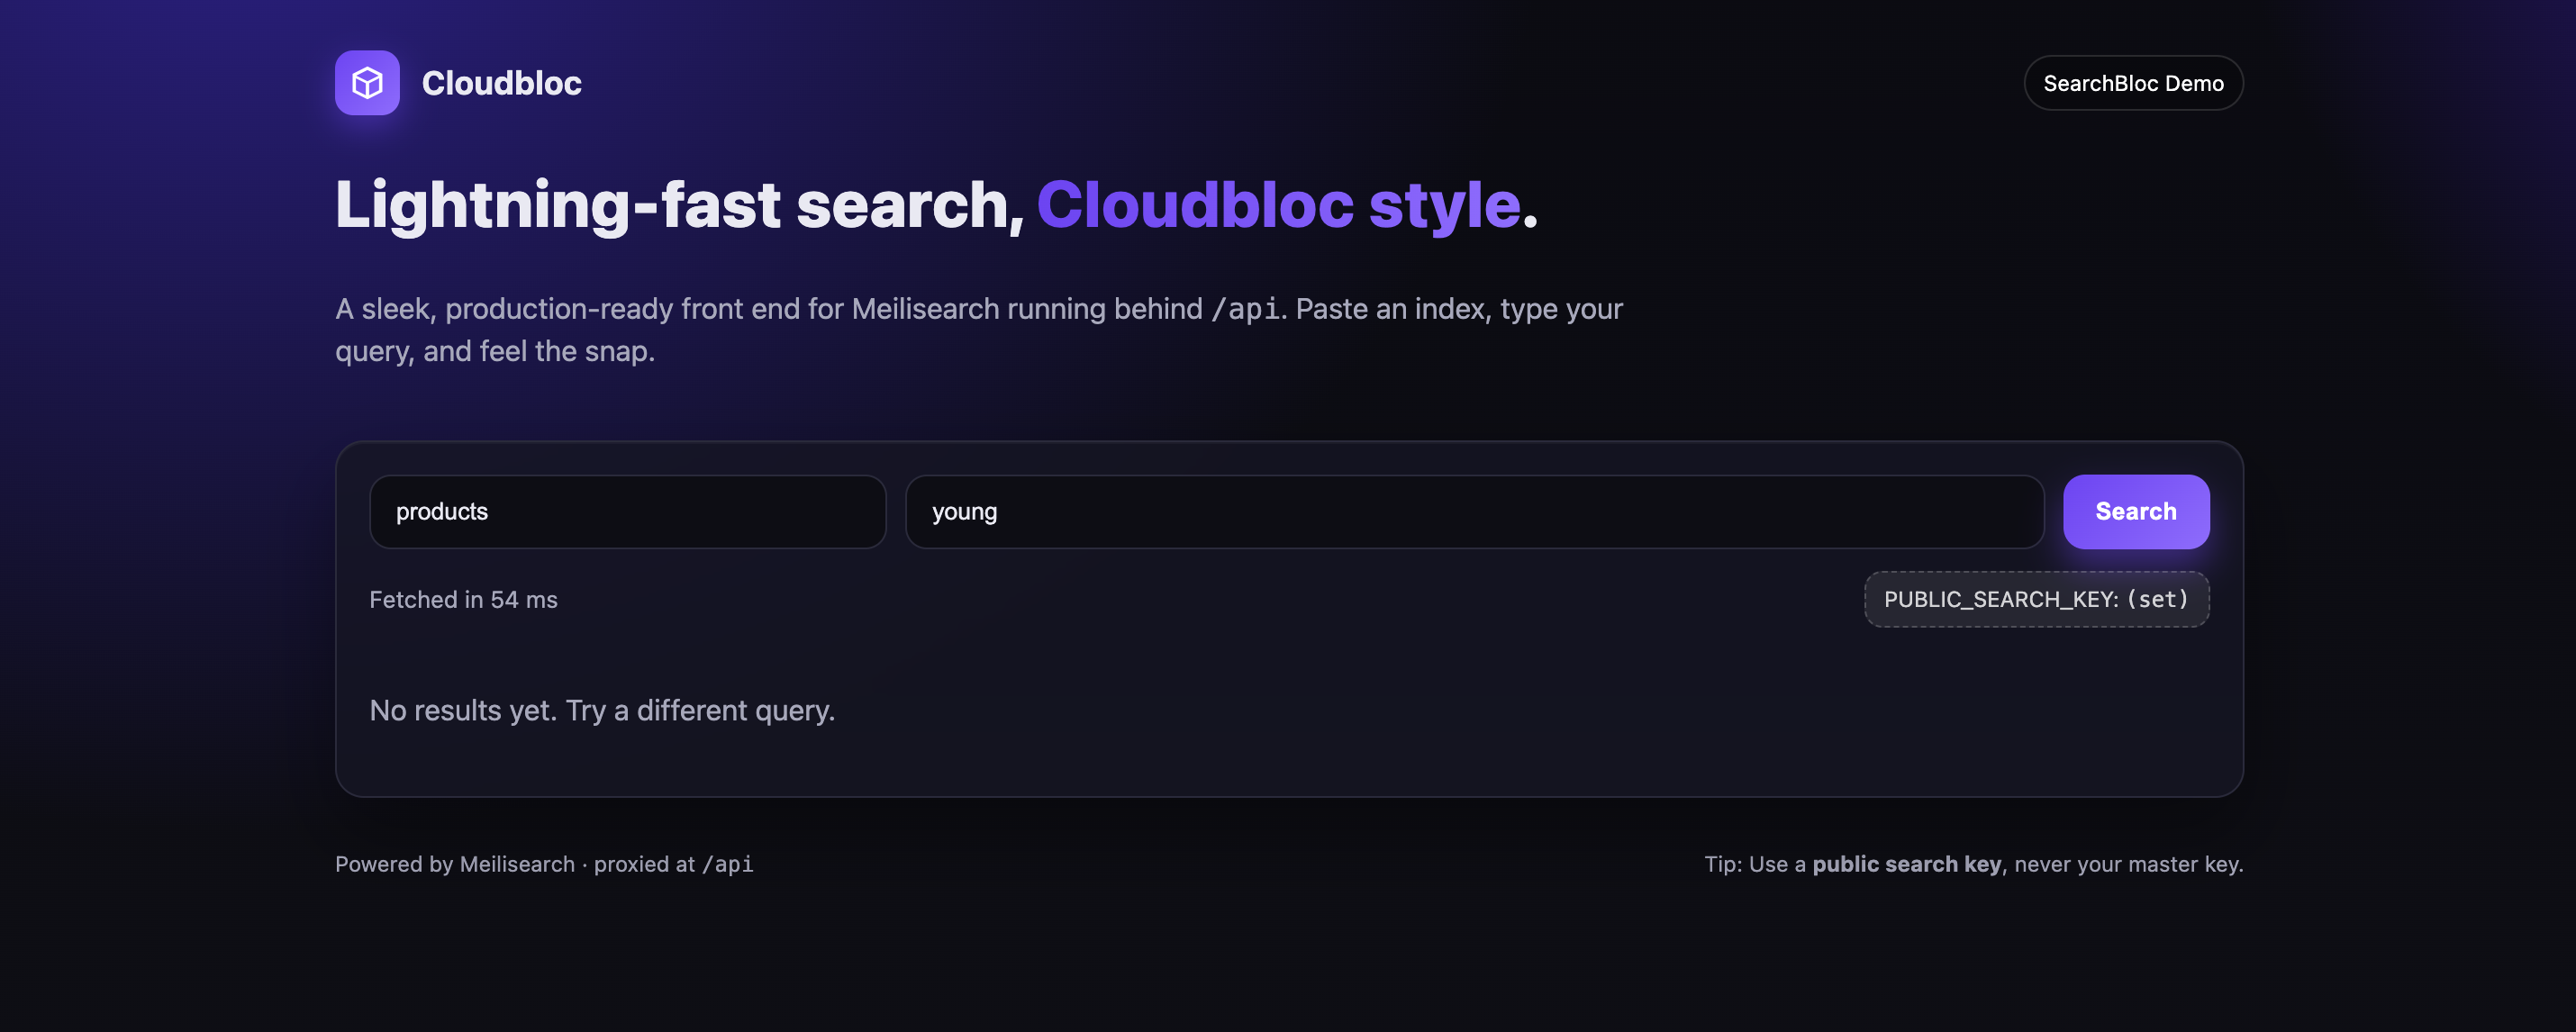 Cloudbloc
SearchBloc Demo
Lightning-fast search, Cloudbloc style.
A sleek, production-ready front end for Meilisearch running behind /api. Paste an index, type your
query, and feel the snap.
products
young
Search
Fetched in 54 ms
PUBLIC_SEARCH_KEY: (set)
No results yet. Try a different query.
Powered by Meilisearch · proxied at /api
Tip: Use a public search key, never your master key.